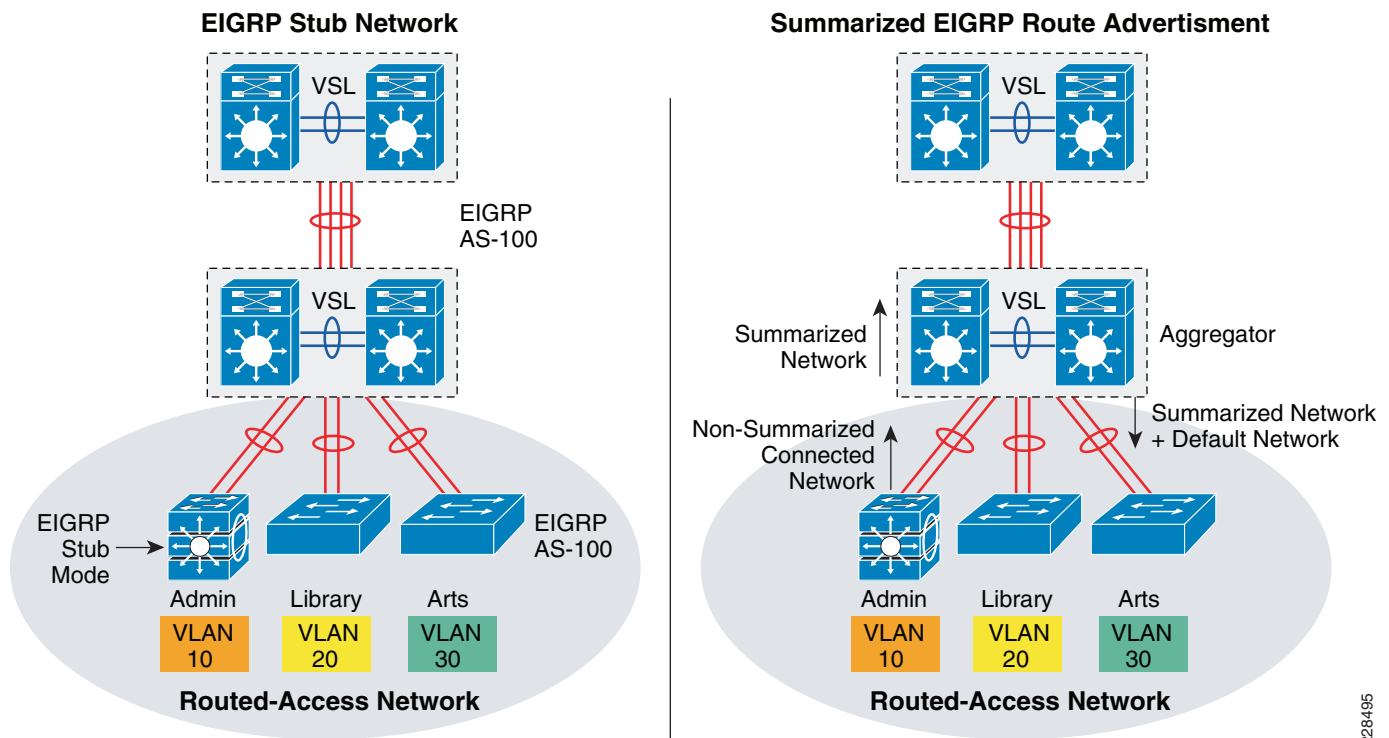 EIGRP Stub Network
VSL
EIGRP
AS-100
VSL
EIGRP
Stub
Mode
EIGRP
AS-100
Admin
Library
Arts
VLAN
10
VLAN
20
VLAN
30
Routed-Access Network
Summarized EIGRP Route Advertisment
VSL
Summarized
Network
VSL
Aggregator
Non-Summarized
Connected
Network
Summarized Network
+ Default Network
Admin
Library
Arts
VLAN
10
VLAN
20
VLAN
30
Routed-Access Network
228495